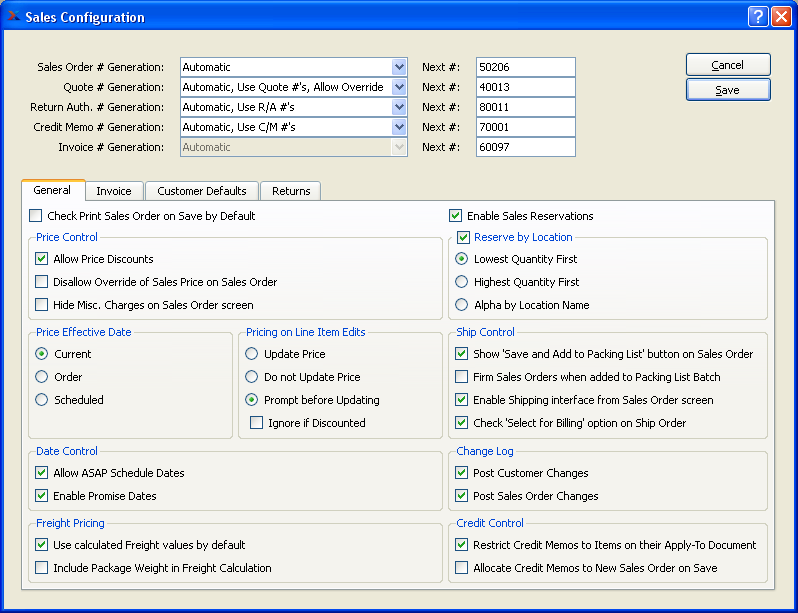 Sales Configuration
Sales Order # Generation: Automatic Next #: 50206 Cancel
Quote # Generation: Automatic, Use Quote #'s, Allow Override Next #: 40013 Save
Return Auth. # Generation: Automatic, Use R/A #'s Next #: 80011
Credit Memo # Generation: Automatic, Use C/M #'s Next #: 70001
Invoice # Generation: Automatic Next #: 60097
General Invoice Customer Defaults Returns
Check Print Sales Order on Save by Default
Price Control
Allow Price Discounts
Disallow Override of Sales Price on Sales Order
Hide Misc. Charges on Sales Order screen
Enable Sales Reservations
Reserve by Location
Lowest Quantity First
Highest Quantity First
Alpha by Location Name
Price Effective Date
Current
Order
Scheduled
Pricing on Line Item Edits
Update Price
Do not Update Price
Prompt before Updating
Ignore if Discounted
Ship Control
Show 'Save and Add to Packing List' button on Sales Order
Firm Sales Orders when added to Packing List Batch
Enable Shipping interface from Sales Order screen
Check 'Select for Billing' option on Ship Order
Date Control
Allow ASAP Schedule Dates
Enable Promise Dates
Change Log
Post Customer Changes
Post Sales Order Changes
Freight Pricing
Use calculated Freight values by default
Include Package Weight in Freight Calculation
Credit Control
Restrict Credit Memos to Items on their Apply-To Document
Allocate Credit Memos to New Sales Order on Save